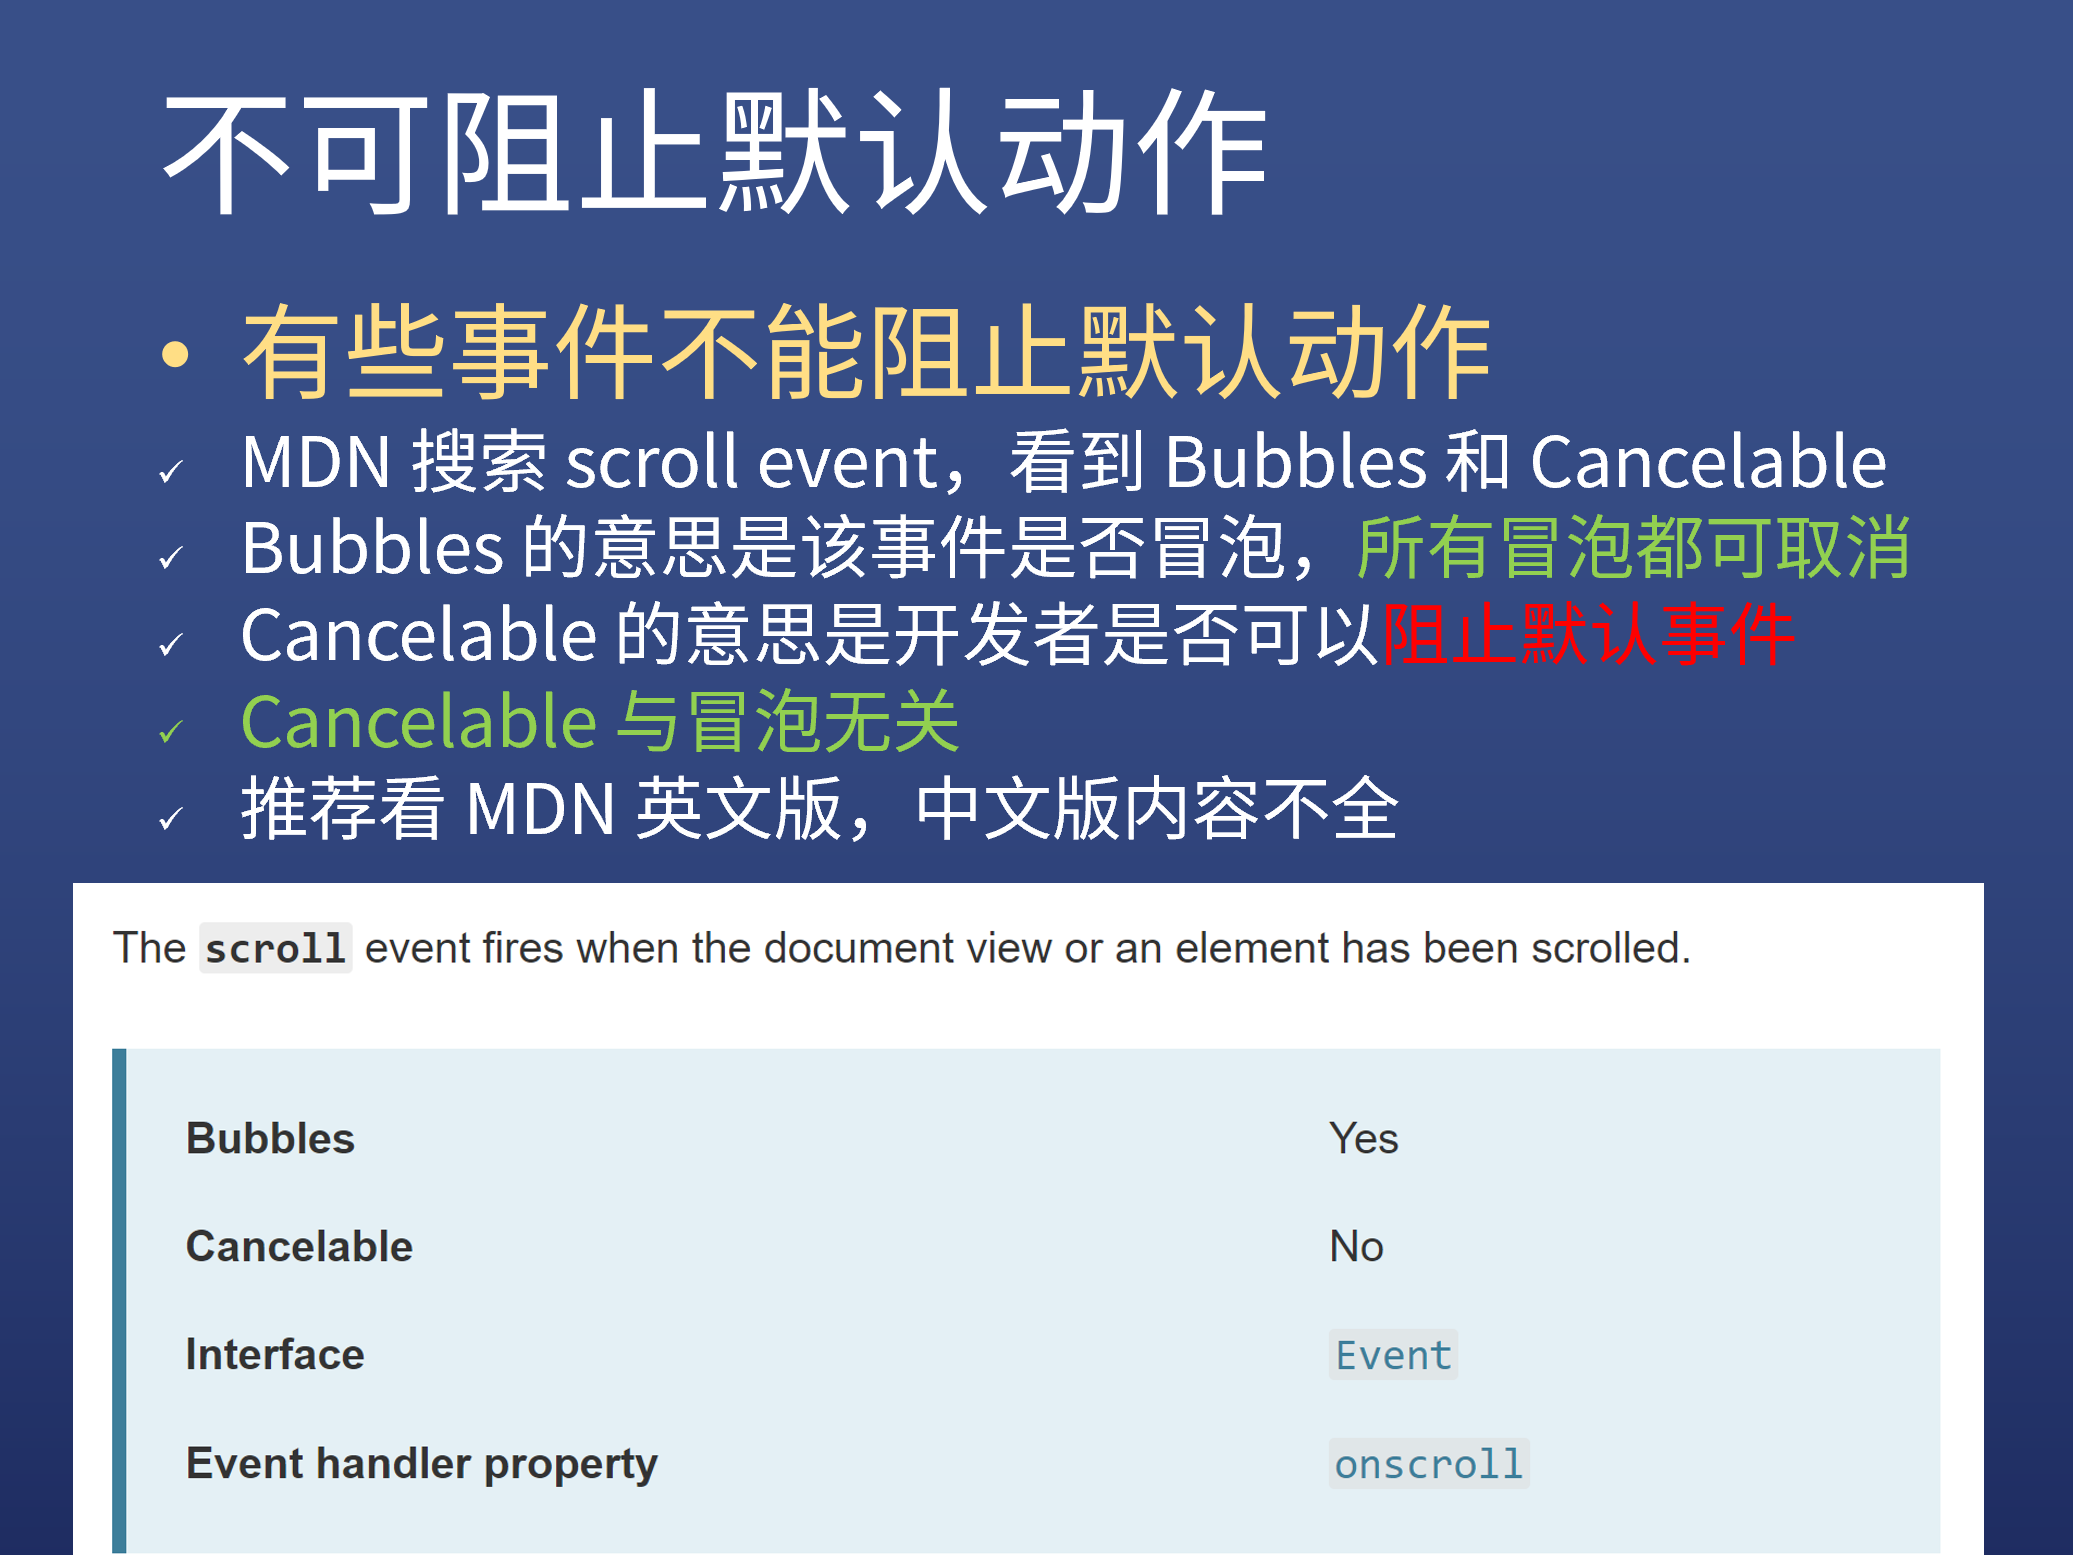 不可阻止默认动作
• 有些事件不能阻止默认动作
✓ MDN 搜索 scroll event，看到 Bubbles 和 Cancelable
✓ Bubbles 的意思是该事件是否冒泡，所有冒泡都可取消
✓ Cancelable 的意思是开发者是否可以阻止默认事件
✓ Cancelable 与冒泡无关
✓ 推荐看 MDN 英文版，中文版内容不全
The scroll event fires when the document view or an element has been scrolled.
Bubbles Yes
Cancelable No
Interface Event
Event handler property onscroll